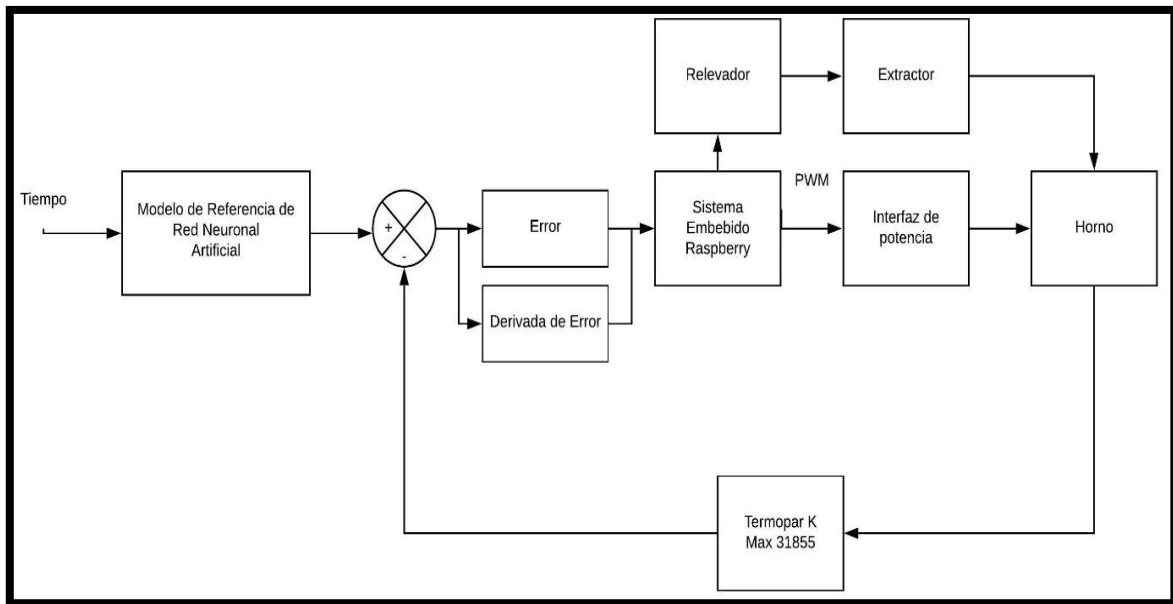 Relevador
Extractor
Tiempo
Modelo de Referencia de
Red Neuronal
Artificial
+
-
Error
Derivada de Error
Sistema
Embebido
Raspberry
PWM
Interfaz de
potencia
Horno
Termopar K
Max 31855